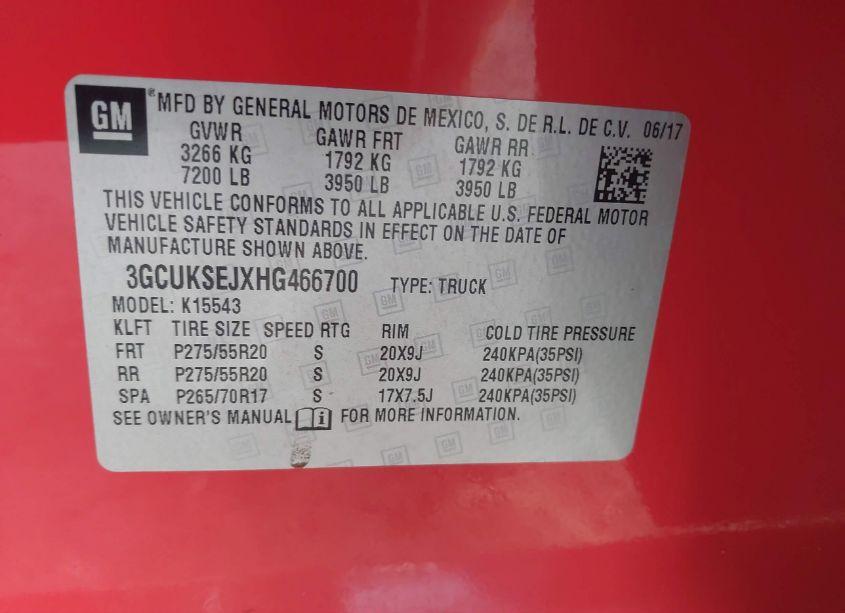 GM ®MFD BY GENERAL MOTORS DE MEXICO, S. DE R.L. DE C.V. 06/17
GVWR GAWR FRT GAWR RR
3266 KG 1792 KG 1792 KG
7200 LB 3950 LB 3950 LB
THIS VEHICLE CONFORMS TO ALL APPLICABLE U.S. FEDERAL MOTOR
VEHICLE SAFETY STANDARDS IN EFFECT ON THE DATE OF
MANUFACTURE SHOWN ABOVE.
3GCUKSEJXHG466700 TYPE: TRUCK
MODEL: K15543
KLFT TIRE SIZE SPEED RTG RIM COLD TIRE PRESSURE
FRT P275/55R20 S 20X9J 240KPA(35PSI)
RR P275/55R20 S 20X9J 240KPA(35PSI)
SPA P265/70R17 S 17X7.5J 240KPA(35PSI)
SEE OWNER'S MANUAL i FOR MORE INFORMATION.